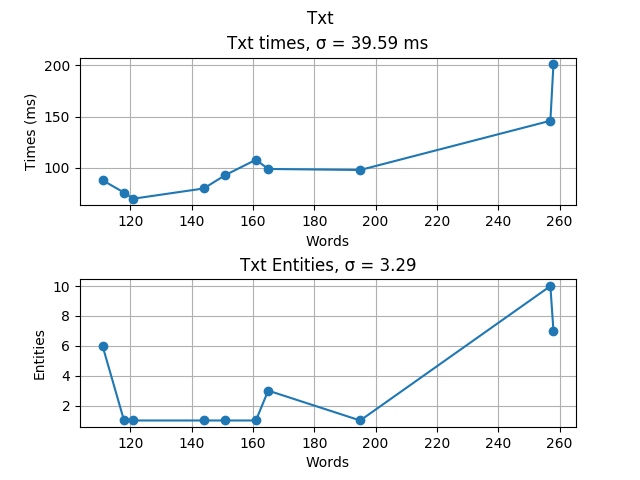 Txt
Txt times, σ = 39.59 ms
200
150
100
Times (ms)
120 140 160 180 200 220 240 260
Words
Txt Entities, σ = 3.29
10
8
6
4
2
Entities
120 140 160 180 200 220 240 260
Words